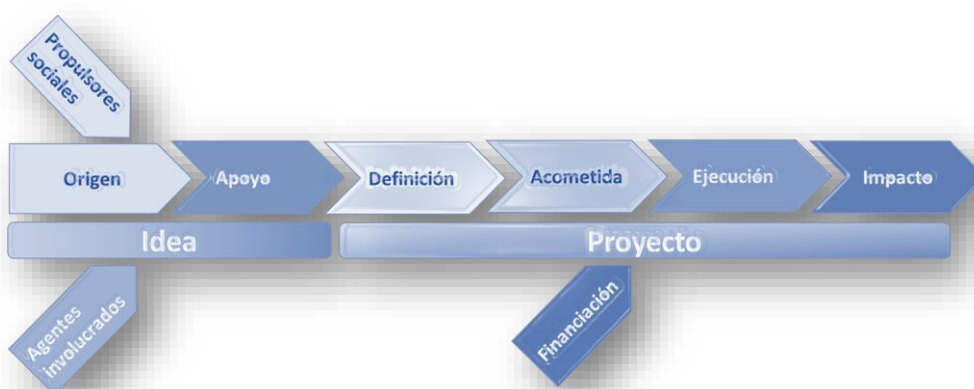 Propulsores
sociales
Origen
Apoyo
Definición
Acometida
Ejecución
Impacto
Idea
Proyecto
Agentes
involucrados
Financiación